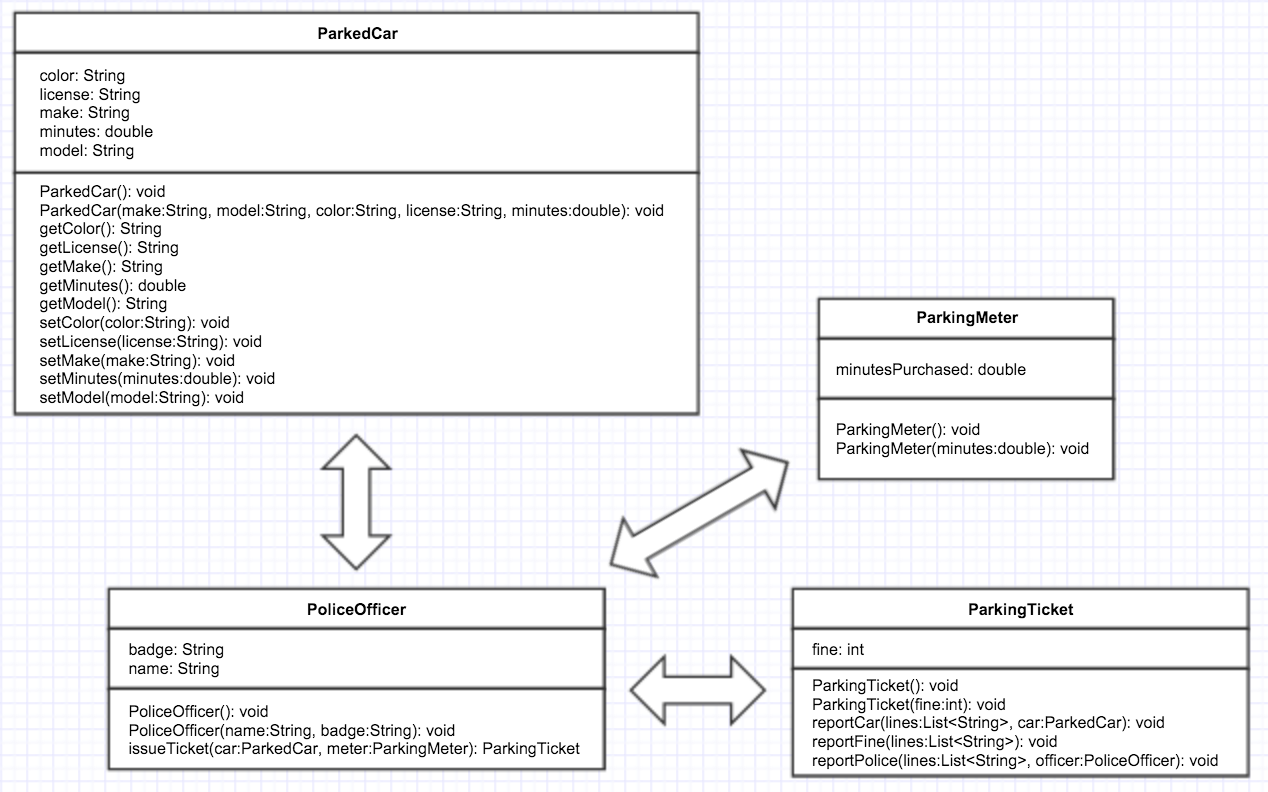 ParkedCar
color: String
license: String
make: String
minutes: double
model: String
ParkedCar(): void
ParkedCar(make:String, model:String, color:String, license:String, minutes:double): void
getColor(): String
getLicense(): String
getMake(): String
getMinutes(): double
getModel(): String
setColor(color:String): void
setLicense(license:String): void
setMake(make:String): void
setMinutes(minutes:double): void
setModel(model:String): void
ParkingMeter
minutesPurchased: double
ParkingMeter(): void
ParkingMeter(minutes:double): void
PoliceOfficer
badge: String
name: String
PoliceOfficer(): void
PoliceOfficer(name:String, badge:String): void
issueTicket(car:ParkedCar, meter:ParkingMeter): ParkingTicket
ParkingTicket
fine: int
ParkingTicket(): void
ParkingTicket(fine:int): void
reportCar(lines:List<String>, car:ParkedCar): void
reportFine(lines:List<String>): void
reportPolice(lines:List<String>, officer:PoliceOfficer): void